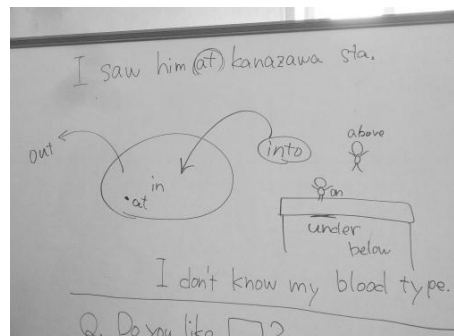 I saw him at kanazawa sta.
out
in
at
into
above
on
under
below
I don't know my blood type.
Q. Do you like □?